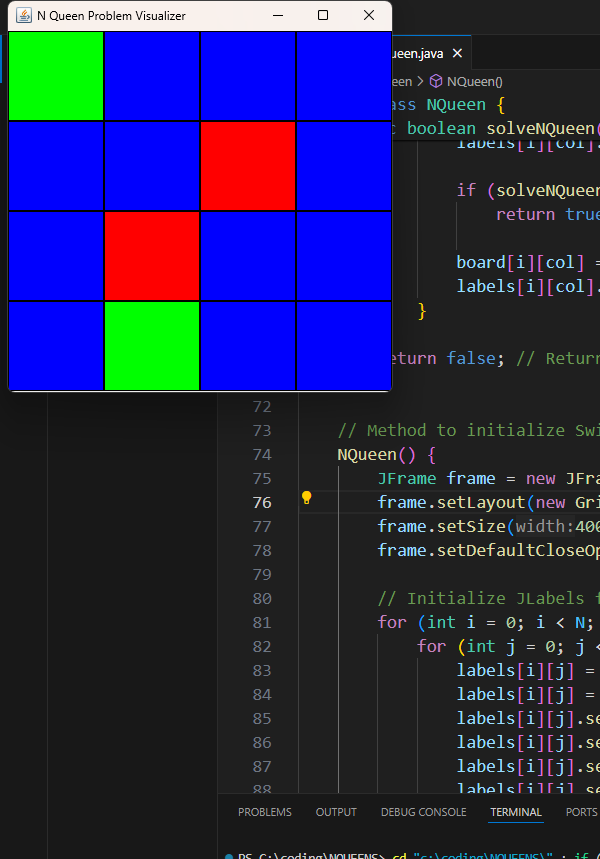 N Queen Problem Visualizer
ueen.java
een > NQueen()
ass NQueen {
c boolean solveNQueen(
labels[i][col].
if (solveNQueen
return true
board[i][col] =
labels[i][col].
}
eturn false; // Return
72
73 // Method to initialize Swi
74 NQueen() {
75 JFrame frame = new JFra
76 frame.setLayout(new Gri
77 frame.setSize(width:400
78 frame.setDefaultCloseOp
79
80 // Initialize JLabels f
81 for (int i = 0; i < N;
82 for (int j = 0; j <
83 labels[i][j] =
84 labels[i][j] =
85 labels[i][j].se
86 labels[i][j].se
87 labels[i][j].se
88 labels[i][j].se
PROBLEMS OUTPUT DEBUG CONSOLE TERMINAL PORTS
PS C:\coding\NQUEENS> cd "c:\coding\NQUEENS\" ; if (